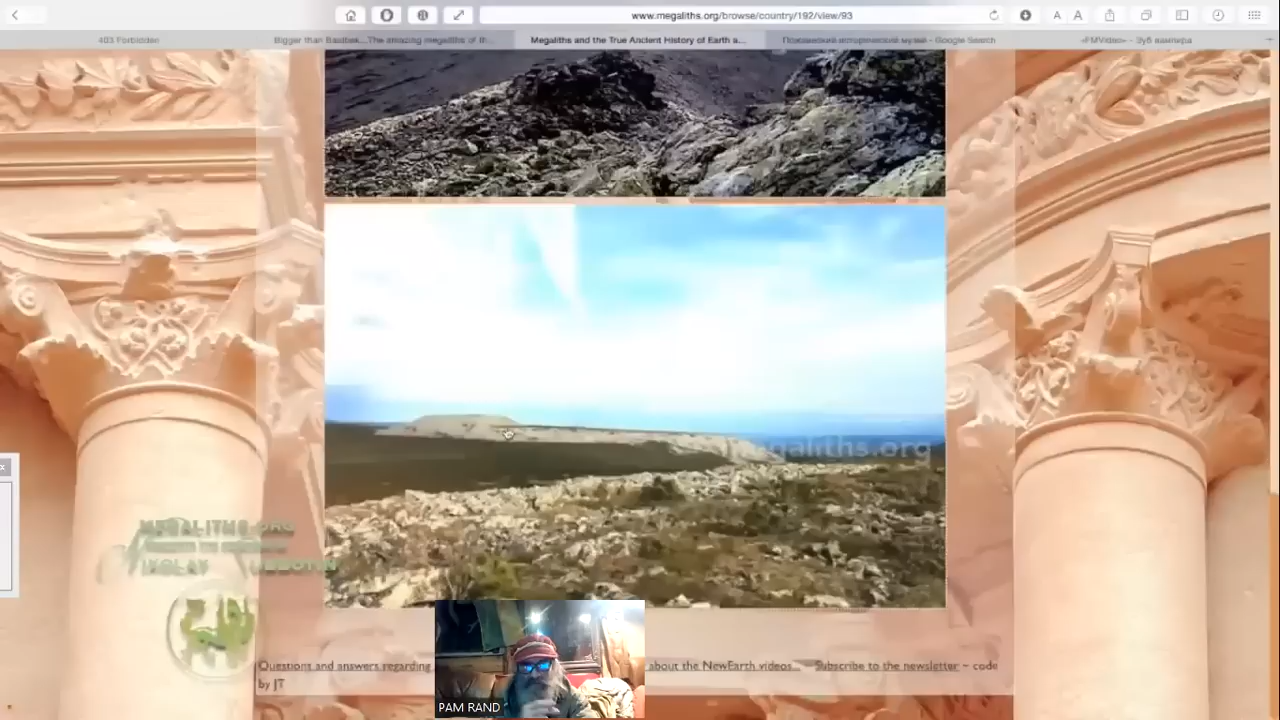 www.megaliths.org/browse/country/192/view/93
A A
403 Forbidden
Bigger than Baalbek...The amazing megaliths of th...
Megaliths and the True Ancient History of Earth a...
исторический музей - Google Search
«FMVideo» - Зуб вампира
megaliths.org
MEGALITHS.ORG
Questions and answers regarding
about the NewEarth videos...
Subscribe to the newsletter ~ code
by JT
PAM RAND